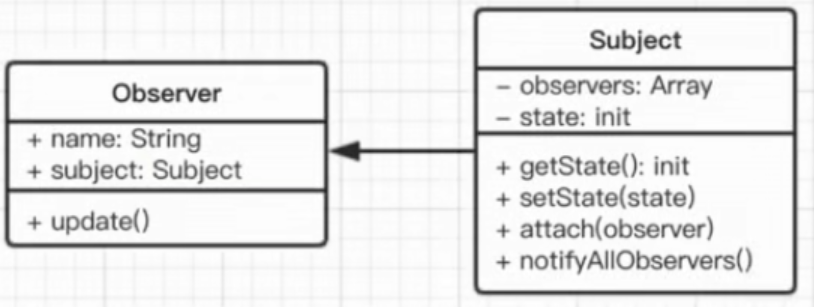 Observer
+ name: String
+ subject: Subject
+ update()
Subject
- observers: Array
- state: init
+ getState(): init
+ setState(state)
+ attach(observer)
+ notifyAllObservers()